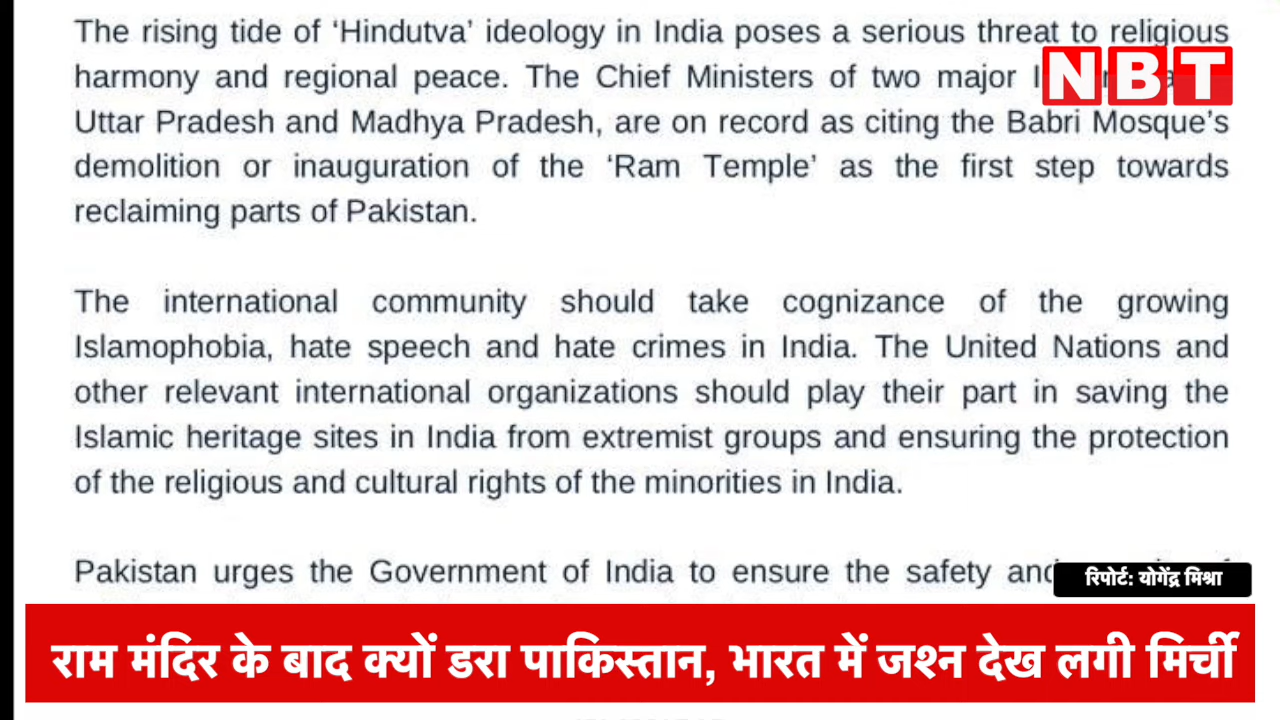 The rising tide of ‘Hindutva’ ideology in India poses a serious threat to religious
harmony and regional peace. The Chief Ministers of two major
NBT
Uttar Pradesh and Madhya Pradesh, are on record as citing the Babri Mosque’s
demolition or inauguration of the ‘Ram Temple’ as the first step towards
reclaiming parts of Pakistan.
The international community should take cognizance of the growing
Islamophobia, hate speech and hate crimes in India. The United Nations and
other relevant international organizations should play their part in saving the
Islamic heritage sites in India from extremist groups and ensuring the protection
of the religious and cultural rights of the minorities in India.
Pakistan urges the Government of India to ensure the safety and
रिपोर्ट: योगेंद्र मिश्रा
राम मंदिर के बाद क्यों डरा पाकिस्तान, भारत में जश्न देख लगी मिर्ची